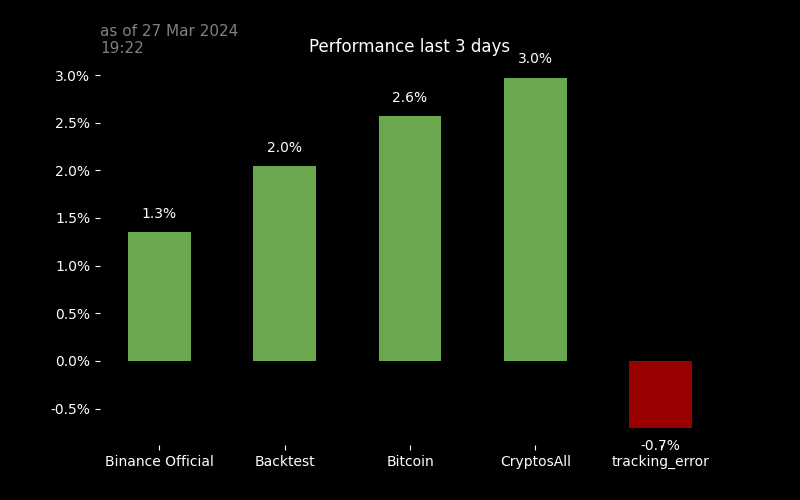 as of 27 Mar 2024
19:22
Performance last 3 days
3.0%
2.5%
2.0%
1.5%
1.0%
0.5%
0.0%
-0.5%
1.3%
2.0%
2.6%
3.0%
-0.7%
Binance Official
Backtest
Bitcoin
CryptosAll
tracking_error